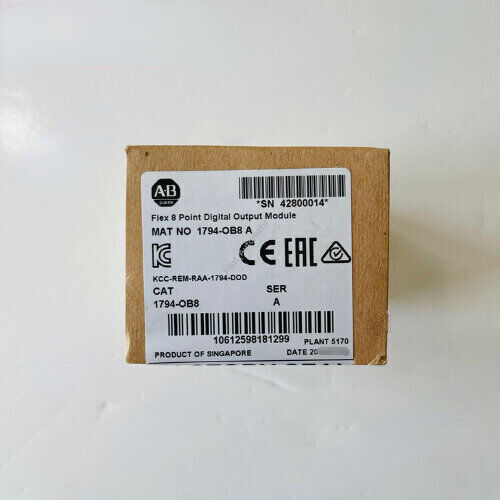 A-B
*SN 42800014*
Flex 8 Point Digital Output Module
MAT NO 1794-OB8 A
KCC-REM-RAA-1794-DOD
CE EAC
CAT SER
1794-OB8 A
10612598181299
PLANT 5170
PRODUCT OF SINGAPORE DATE 20